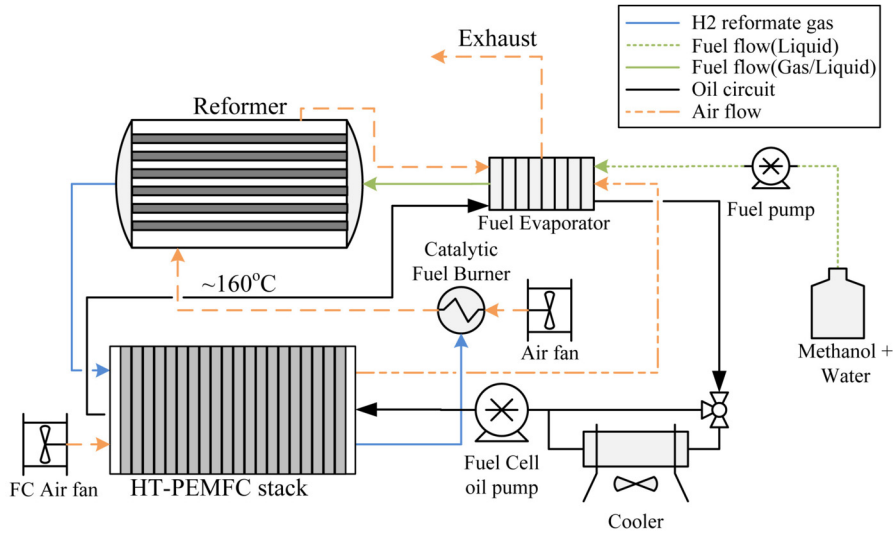 H2 reformate gas
Fuel flow(Liquid)
Fuel flow(Gas/Liquid)
Oil circuit
Air flow
Exhaust
Reformer
Fuel pump
Fuel Evaporator
Catalytic
Fuel Burner
~160°C
Air fan
Methanol +
Water
FC Air fan
HT-PEMFC stack
Fuel Cell
oil pump
Cooler